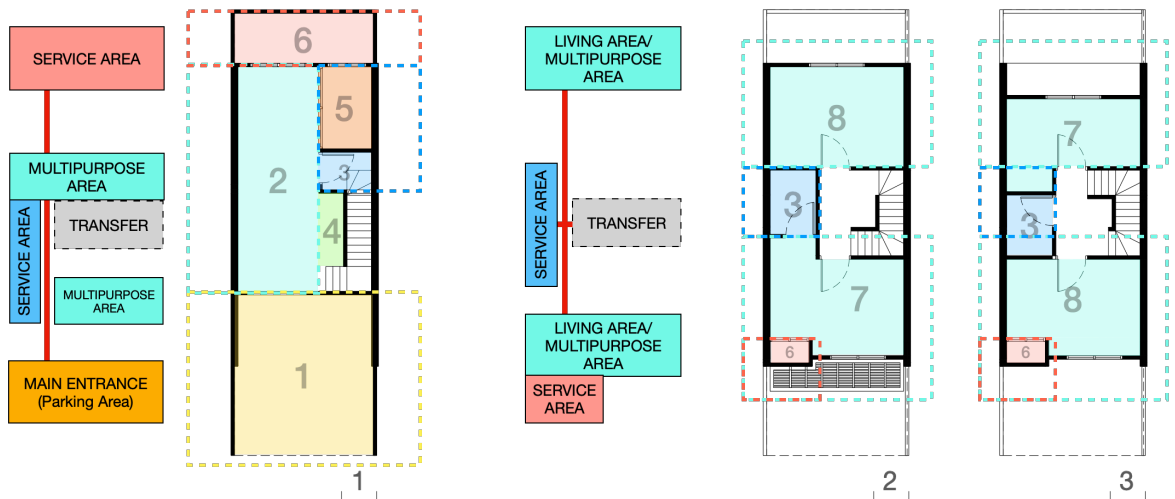 SERVICE AREA
MULTIPURPOSE
AREA
SERVICE AREA
TRANSFER
MULTIPURPOSE
AREA
MAIN ENTRANCE
(Parking Area)
6
5
3
2
4
1
1
LIVING AREA/
MULTIPURPOSE
AREA
SERVICE AREA
TRANSFER
LIVING AREA/
MULTIPURPOSE
AREA
SERVICE
AREA
8
3
7
6
2
7
3
8
6
3